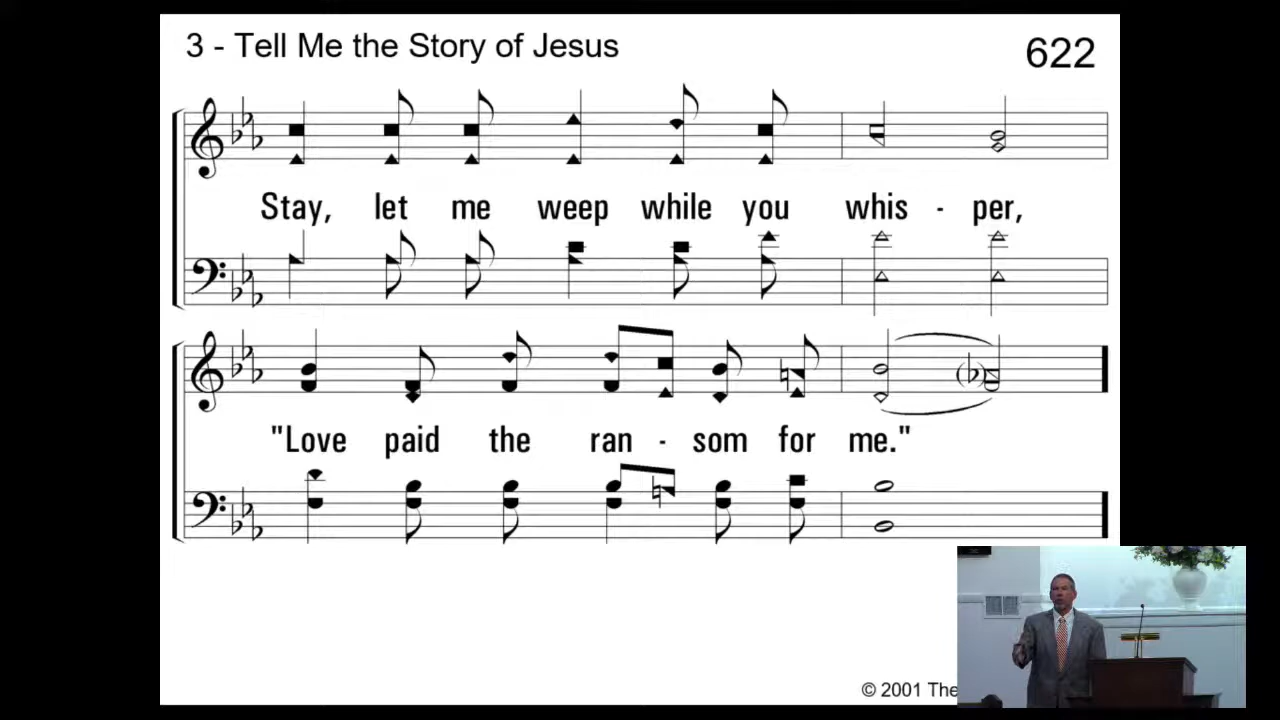 3 - Tell Me the Story of Jesus
622
Stay, let me weep while you whis - per,
"Love paid the ran - som for me."
© 2001 The